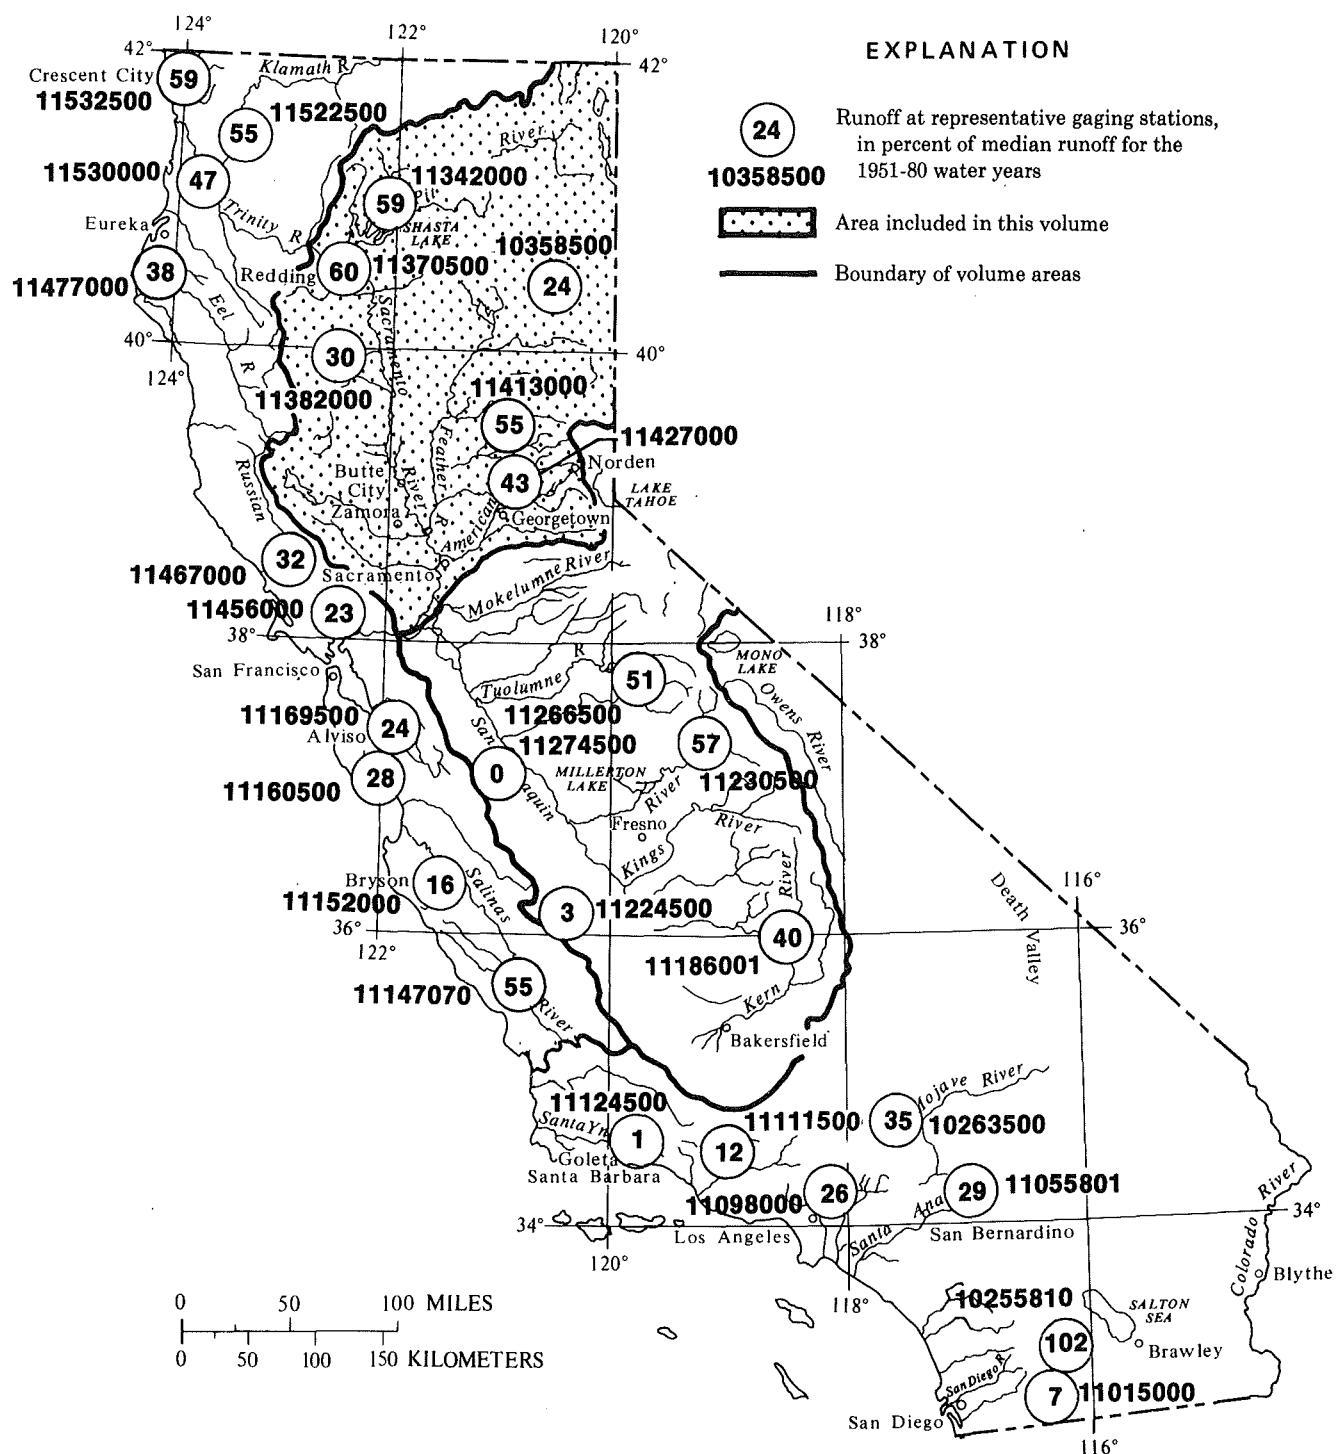 124°
122°
120°
42°
42°
EXPLANATION
Crescent City
59
11532500
Klamath R
11522500
55
24
10358500
Runoff at representative gaging stations,
in percent of median runoff for the
1951-80 water years
Area included in this volume
Boundary of volume areas
River
11530000
47
11342000
59
Pit
Eureka
Trinity
R
SHASTA
LAKE
10358500
24
38
11477000
Redding
60
11370500
Eel
R
Sacramento
40°
40°
124°
30
11382000
11413000
55
11427000
43
Norden
Feather
R
Butte
City
River
Zamora
LAKE
TAHOE
American
Georgetown
Russian
32
11467000
Sacramento
Mokelumne River
11456000
23
118°
38°
38°
San Francisco
R
Tuolumne
51
11266500
MONO
LAKE
Owens River
11169500
24
Alviso
San
11274500
0
aquin
57
11230500
28
11160500
MILLERTON
LAKE
River
Fresno
River
Kings
River
Bryson
16
11152000
Salinas
3
11224500
40
11186001
116°
Death Valley
36°
36°
122°
11147070
55
River
Kern
Bakersfield
11124500
Santa Yn
1
11111500
12
35
Mojave River
10263500
Goleta
Santa Barbara
11098000
26
29
11055801
Santa Ana
River
34°
34°
120°
Los Angeles
San Bernardino
Colorado
Blythe
118°
10255810
SALTON
SEA
102
Brawley
San Diego R
7
11015000
San Diego
116°
0 50 100 MILES
0 50 100 150 KILOMETERS